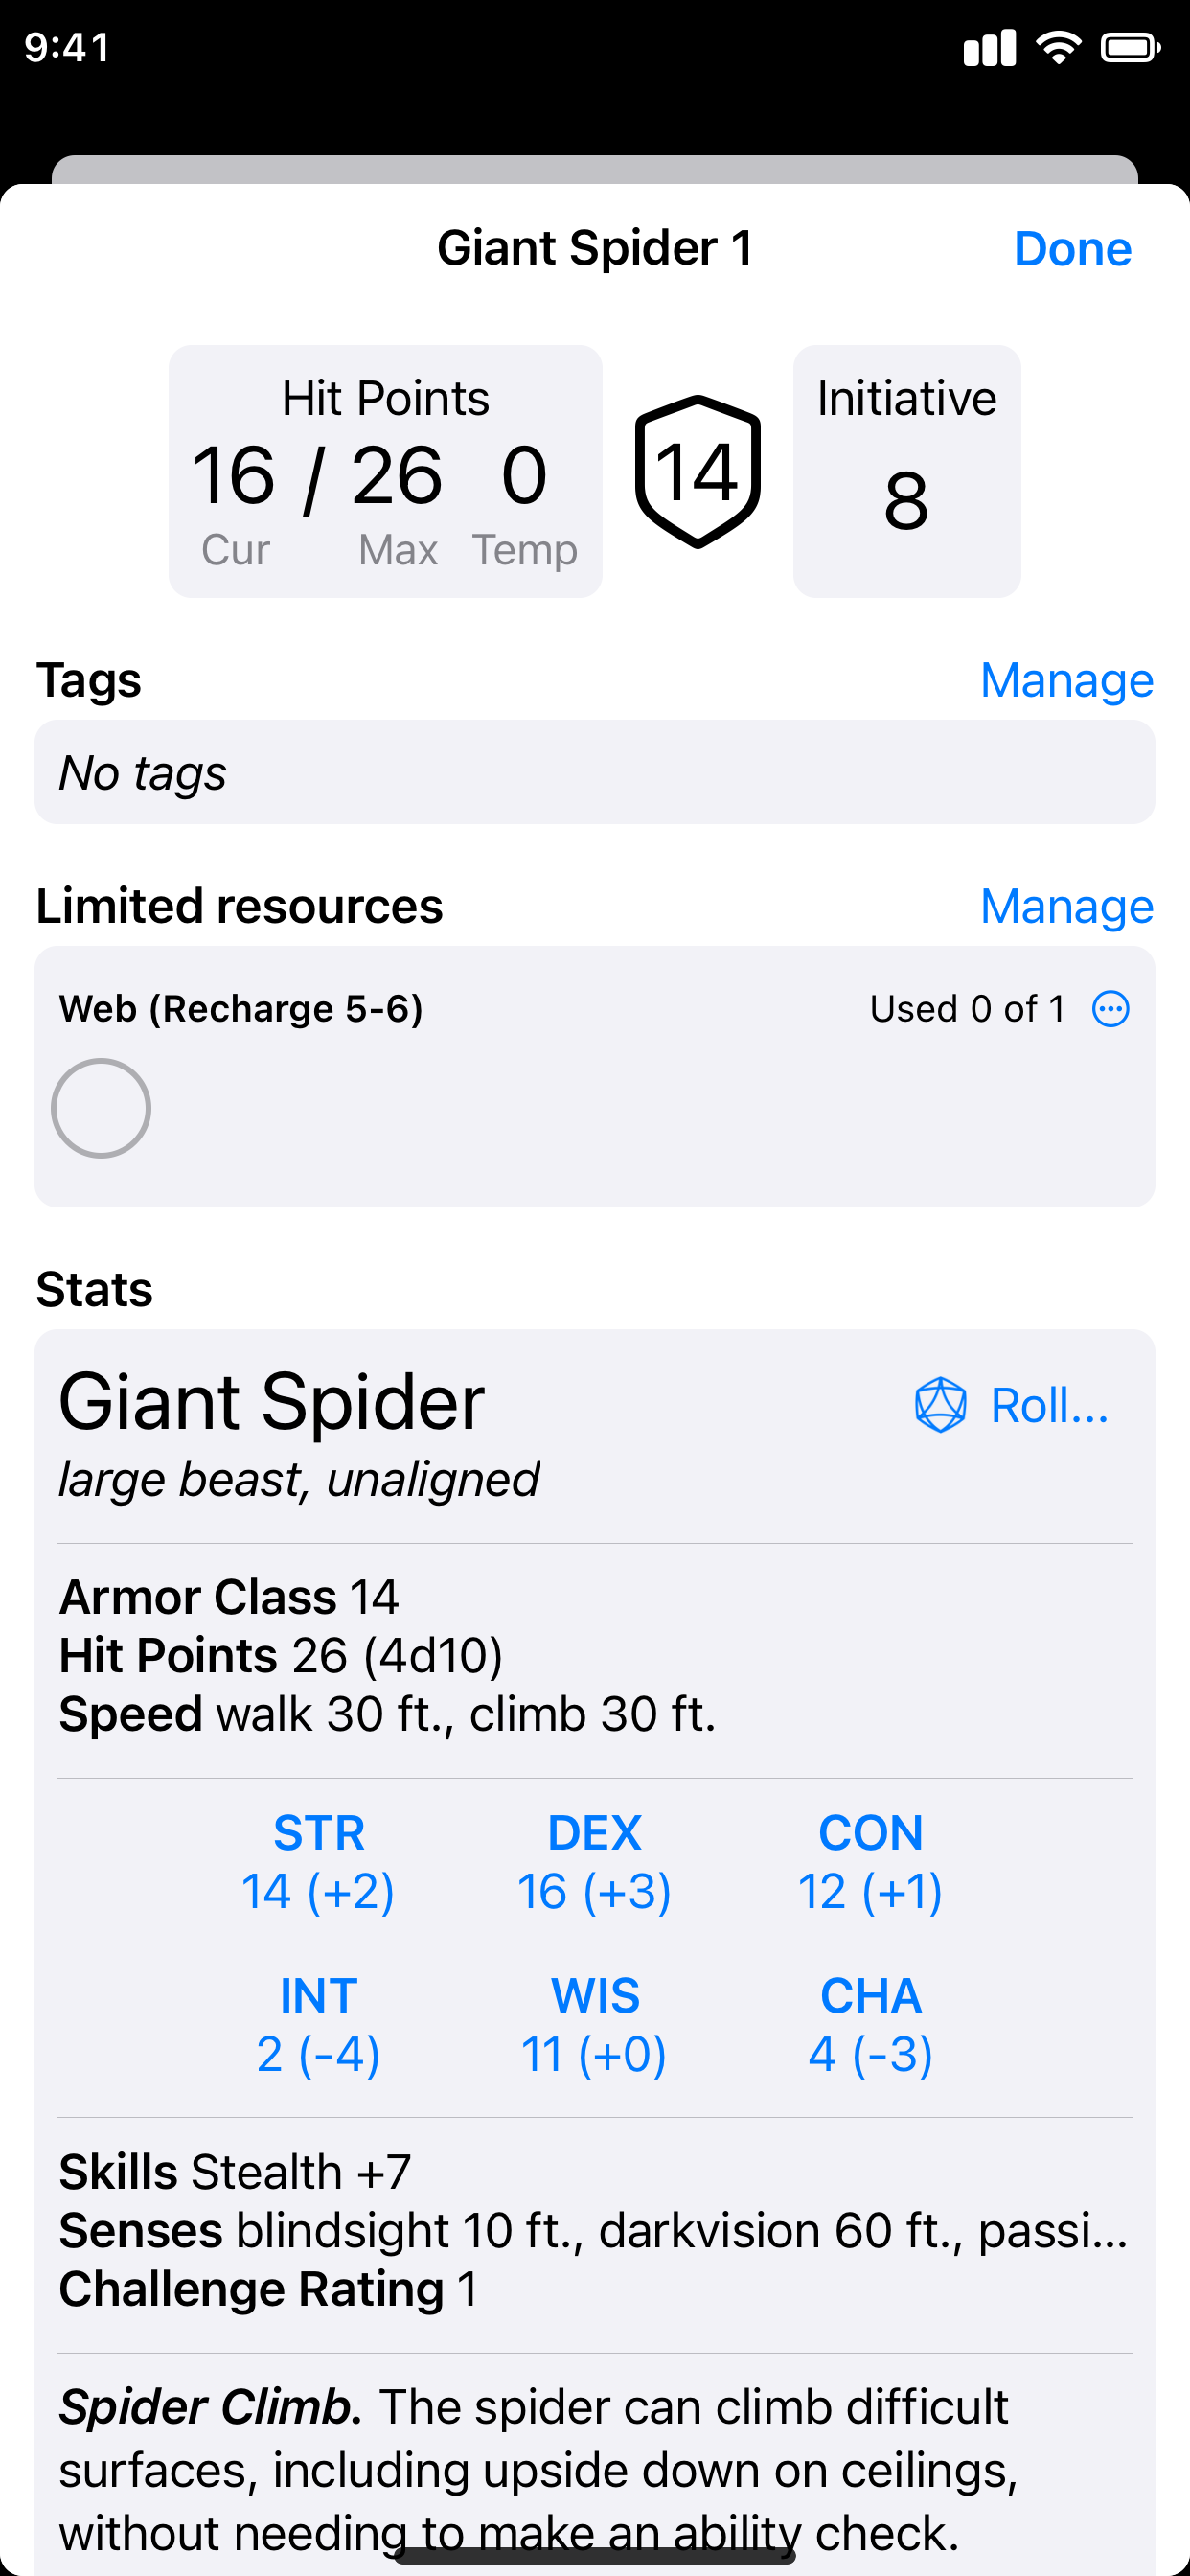 9:41
Giant Spider 1
Done
Hit Points
16 / 26 0
Cur Max Temp
14
Initiative
8
Tags
Manage
No tags
Limited resources
Manage
Web (Recharge 5-6)
Used 0 of 1
Stats
Giant Spider
Roll...
large beast, unaligned
Armor Class 14
Hit Points 26 (4d10)
Speed walk 30 ft., climb 30 ft.
STR DEX CON
14 (+2) 16 (+3) 12 (+1)
INT WIS CHA
2 (-4) 11 (+0) 4 (-3)
Skills Stealth +7
Senses blindsight 10 ft., darkvision 60 ft., passi...
Challenge Rating 1
Spider Climb. The spider can climb difficult
surfaces, including upside down on ceilings,
without needing to make an ability check.